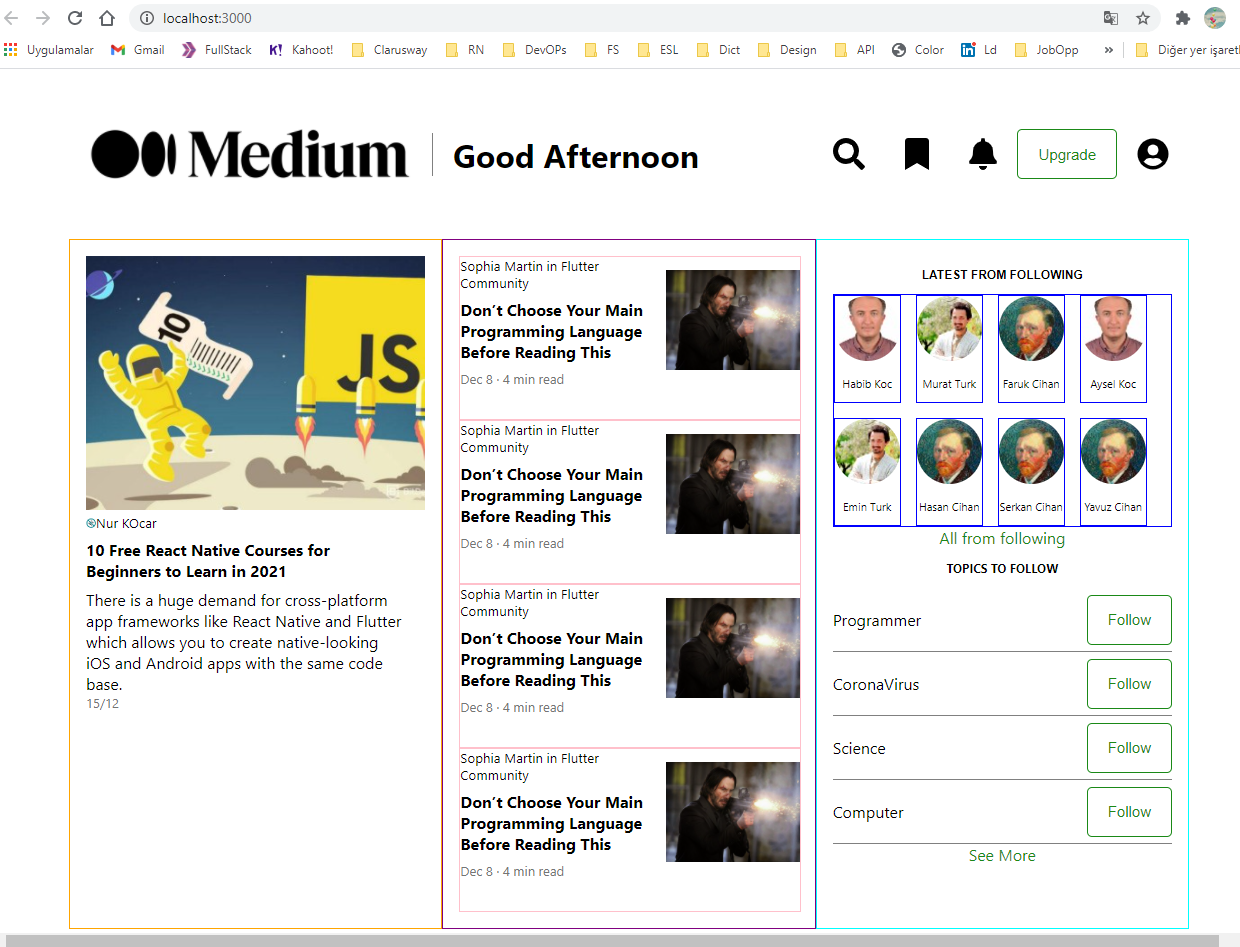 localhost:3000
Uygulamalar
Gmail
FullStack
K! Kahoot!
Clarusway
RN
DevOPs
FS
ESL
Dict
Design
API
Color
in Ld
JobOpp
»
Diğer yer işaretl
Medium
Good Afternoon
Upgrade
10
JS
Nur KOcar
10 Free React Native Courses for
Beginners to Learn in 2021
There is a huge demand for cross-platform
app frameworks like React Native and Flutter
which allows you to create native-looking
iOS and Android apps with the same code
base.
15/12
Sophia Martin in Flutter
Community
Don’t Choose Your Main
Programming Language
Before Reading This
Dec 8 · 4 min read
Sophia Martin in Flutter
Community
Don’t Choose Your Main
Programming Language
Before Reading This
Dec 8 · 4 min read
Sophia Martin in Flutter
Community
Don’t Choose Your Main
Programming Language
Before Reading This
Dec 8 · 4 min read
Sophia Martin in Flutter
Community
Don’t Choose Your Main
Programming Language
Before Reading This
Dec 8 · 4 min read
LATEST FROM FOLLOWING
Habib Koc
Murat Turk
Faruk Cihan
Aysel Koc
Emin Turk
Hasan Cihan
Serkan Cihan
Yavuz Cihan
All from following
TOPICS TO FOLLOW
Programmer
Follow
CoronaVirus
Follow
Science
Follow
Computer
Follow
See More